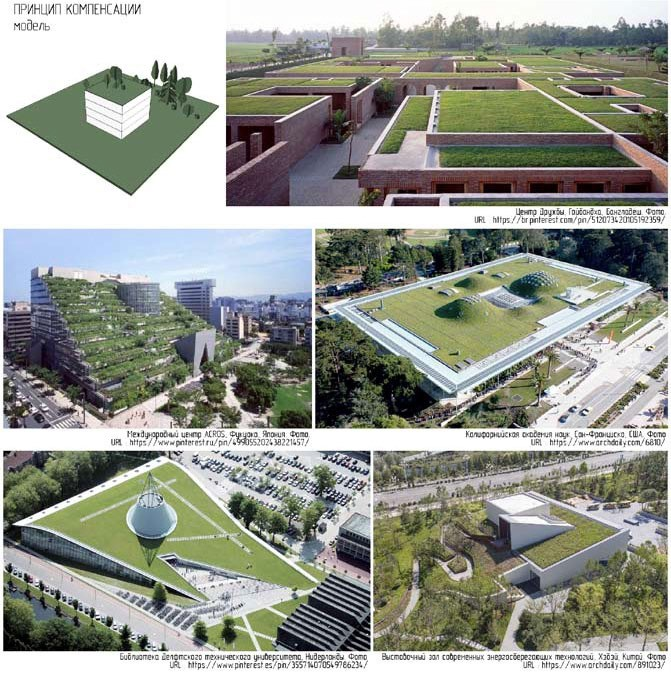 ПРИНЦИП КОМПЕНСАЦИИ
модель
Центр Дружбы, Гайбандха, Бангладеш. Фото.
URL https://br.pinterest.com/pin/512073420105192359/
Международный центр ACROS, Фукуока, Япония. Фото.
URL https://www.pinterest.ru/pin/499055202438221457/
Калифорнийская академия наук, Сан-Франциско, США. Фото.
URL https://www.archdaily.com/6810/
Библиотека Делфтского технического университета, Нидерланды. Фото.
URL https://www.pinterest.es/pin/355714070549786234/
Выставочный зал современных энергосберегающих технологий, Хэбэй, Китай. Фото.
URL https://www.archdaily.com/891023/